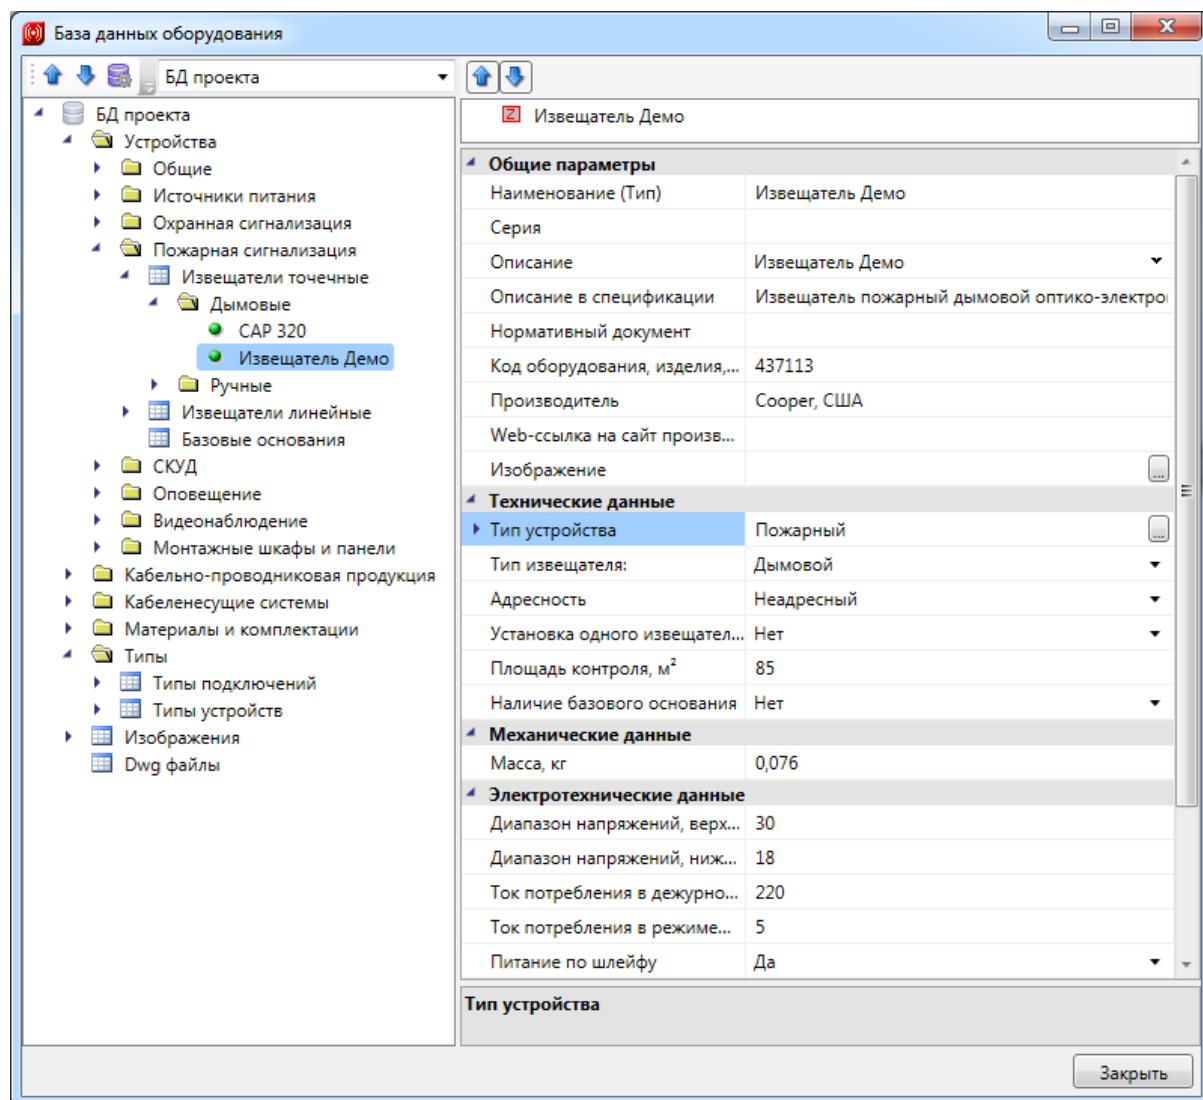 База данных оборудования
БД проекта
БД проекта
Устройства
Общие
Источники питания
Охранная сигнализация
Пожарная сигнализация
Извещатели точечные
Дымовые
CAP 320
Извещатель Демо
Ручные
Извещатели линейные
Базовые основания
СКУД
Оповещение
Видеонаблюдение
Монтажные шкафы и панели
Кабельно-проводниковая продукция
Кабеленесущие системы
Материалы и комплектации
Типы
Типы подключений
Типы устройств
Изображения
Dwg файлы
Z Извещатель Демо
Общие параметры
Наименование (Тип) Извещатель Демо
Серия
Описание Извещатель Демо
Описание в спецификации Извещатель пожарный дымовой оптико-электро
Нормативный документ
Код оборудования, изделия,... 437113
Производитель Cooper, США
Web-ссылка на сайт произв...
Изображение ...
Технические данные
Тип устройства Пожарный ...
Тип извещателя: Дымовой
Адресность Неадресный
Установка одного извещател... Нет
Площадь контроля, м² 85
Наличие базового основания Нет
Механические данные
Масса, кг 0,076
Электротехнические данные
Диапазон напряжений, верх... 30
Диапазон напряжений, ниж... 18
Ток потребления в дежурно... 220
Ток потребления в режиме... 5
Питание по шлейфу Да
Тип устройства
Закрыть